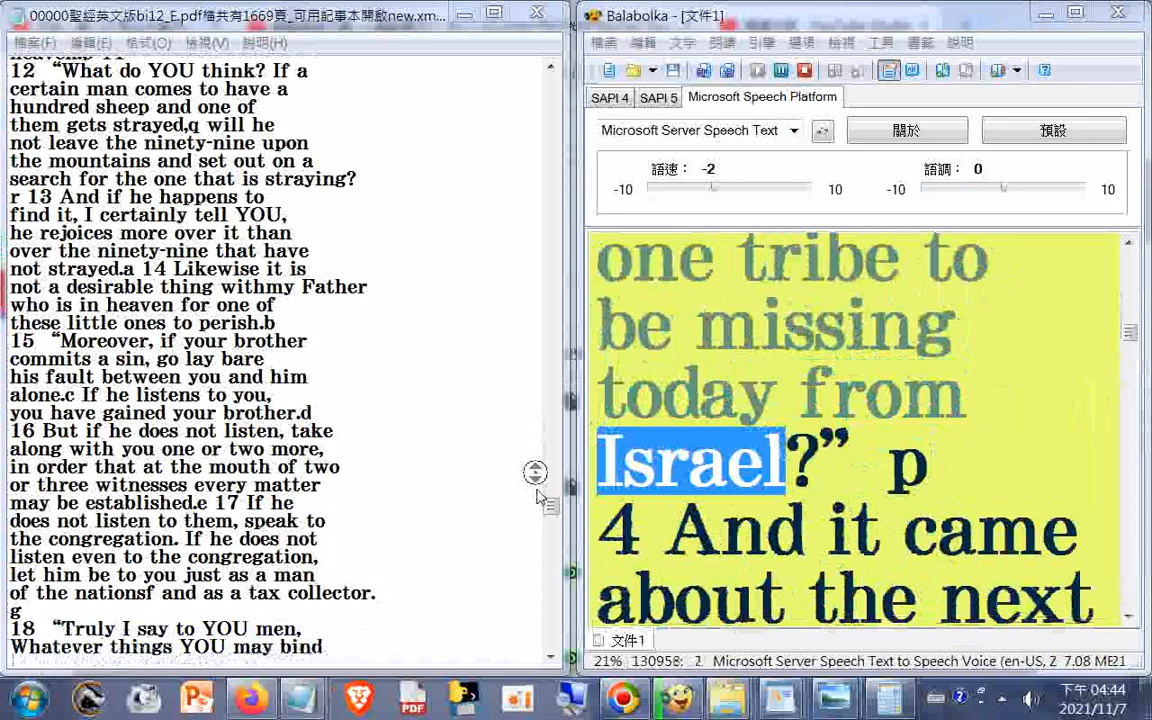 00000聖經英文版bi12_E.pdf檔共有1669頁_可用記事本開啟new.xm...
檔案(F) 編輯(E) 格式(O) 檢視(V) 說明(H)
12 “What do YOU think? If a
certain man comes to have a
hundred sheep and one of
them gets strayed,q will he
not leave the ninety-nine upon
the mountains and set out on a
search for the one that is straying?
r 13 And if he happens to
find it, I certainly tell YOU,
he rejoices more over it than
over the ninety-nine that have
not strayed.a 14 Likewise it is
not a desirable thing withmy Father
who is in heaven for one of
these little ones to perish.b
15 “Moreover, if your brother
commits a sin, go lay bare
his fault between you and him
alone.c If he listens to you,
you have gained your brother.d
16 But if he does not listen, take
along with you one or two more,
in order that at the mouth of two
or three witnesses every matter
may be established.e 17 If he
does not listen to them, speak to
the congregation. If he does not
listen even to the congregation,
let him be to you just as a man
of the nationsf and as a tax collector.
g
18 “Truly I say to YOU men,
Whatever things YOU may bind
Balabolka - [文件1]
檔案 編輯 文字 朗讀 引擎 選項 檢視 工具 書籤 說明
SAPI 4 SAPI 5 Microsoft Speech Platform
Microsoft Server Speech Text 關於 預設
語速： -2 語調： 0
-10 10 -10 10
one tribe to
be missing
today from
Israel?” p
4 And it came
about the next
文件1
21% 130958: Microsoft Server Speech Text to Speech Voice (en-US, Z 7.08 ME21
PDF
下午 04:44
2021/11/7